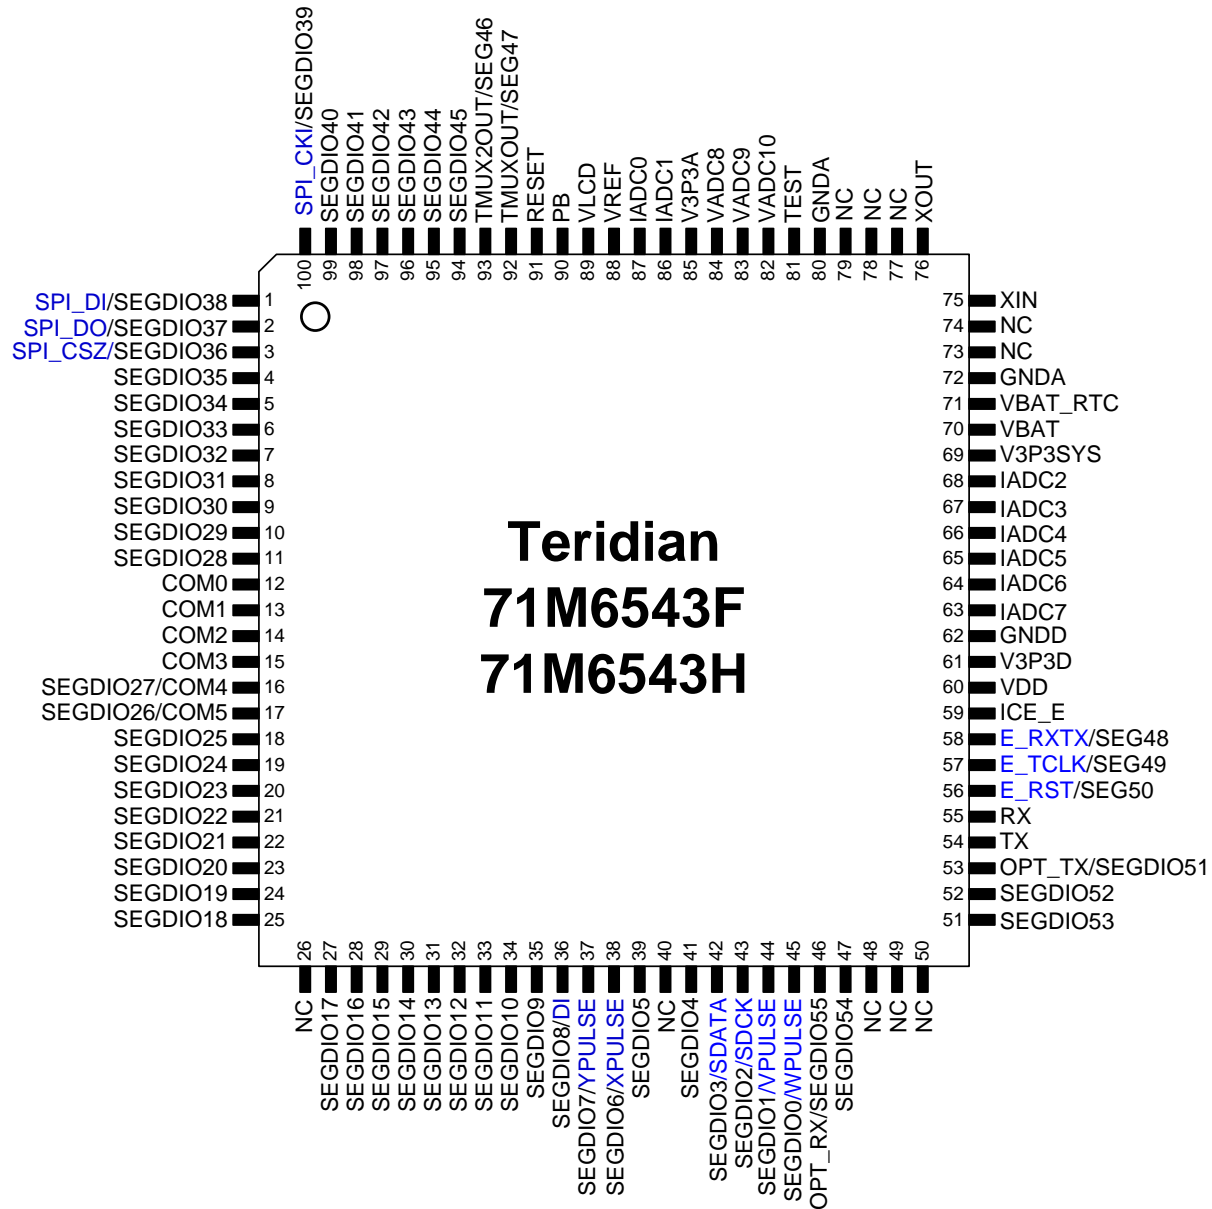 SPI_CKI/SEGDIO39
SEGDIO40
SEGDIO41
SEGDIO42
SEGDIO43
SEGDIO44
SEGDIO45
TMUX2OUT/SEG46
TMUXOUT/SEG47
RESET
PB
VLCD
VREF
IADC0
IADC1
V3P3A
VADC8
VADC9
VADC10
TEST
GNDA
NC
NC
NC
XOUT
100
99
98
97
96
95
94
93
92
91
90
89
88
87
86
85
84
83
82
81
80
79
78
77
76
SPI_DI/SEGDIO38 1
SPI_DO/SEGDIO37 2
SPI_CSZ/SEGDIO36 3
SEGDIO35 4
SEGDIO34 5
SEGDIO33 6
SEGDIO32 7
SEGDIO31 8
SEGDIO30 9
SEGDIO29 10
SEGDIO28 11
COM0 12
COM1 13
COM2 14
COM3 15
SEGDIO27/COM4 16
SEGDIO26/COM5 17
SEGDIO25 18
SEGDIO24 19
SEGDIO23 20
SEGDIO22 21
SEGDIO21 22
SEGDIO20 23
SEGDIO19 24
SEGDIO18 25
Teridian
71M6543F
71M6543H
75 XIN
74 NC
73 NC
72 GNDA
71 VBAT_RTC
70 VBAT
69 V3P3SYS
68 IADC2
67 IADC3
66 IADC4
65 IADC5
64 IADC6
63 IADC7
62 GNDD
61 V3P3D
60 VDD
59 ICE_E
58 E_RXTX/SEG48
57 E_TCLK/SEG49
56 E_RST/SEG50
55 RX
54 TX
53 OPT_TX/SEGDIO51
52 SEGDIO52
51 SEGDIO53
26
27
28
29
30
31
32
33
34
35
36
37
38
39
40
41
42
43
44
45
46
47
48
49
50
NC
SEGDIO17
SEGDIO16
SEGDIO15
SEGDIO14
SEGDIO13
SEGDIO12
SEGDIO11
SEGDIO10
SEGDIO9
SEGDIO8/DI
SEGDIO7/YPULSE
SEGDIO6/XPULSE
SEGDIO5
NC
SEGDIO4
SEGDIO3/SDATA
SEGDIO2/SDCK
SEGDIO1/VPULSE
SEGDIO0/WPULSE
OPT_RX/SEGDIO55
SEGDIO54
NC
NC
NC